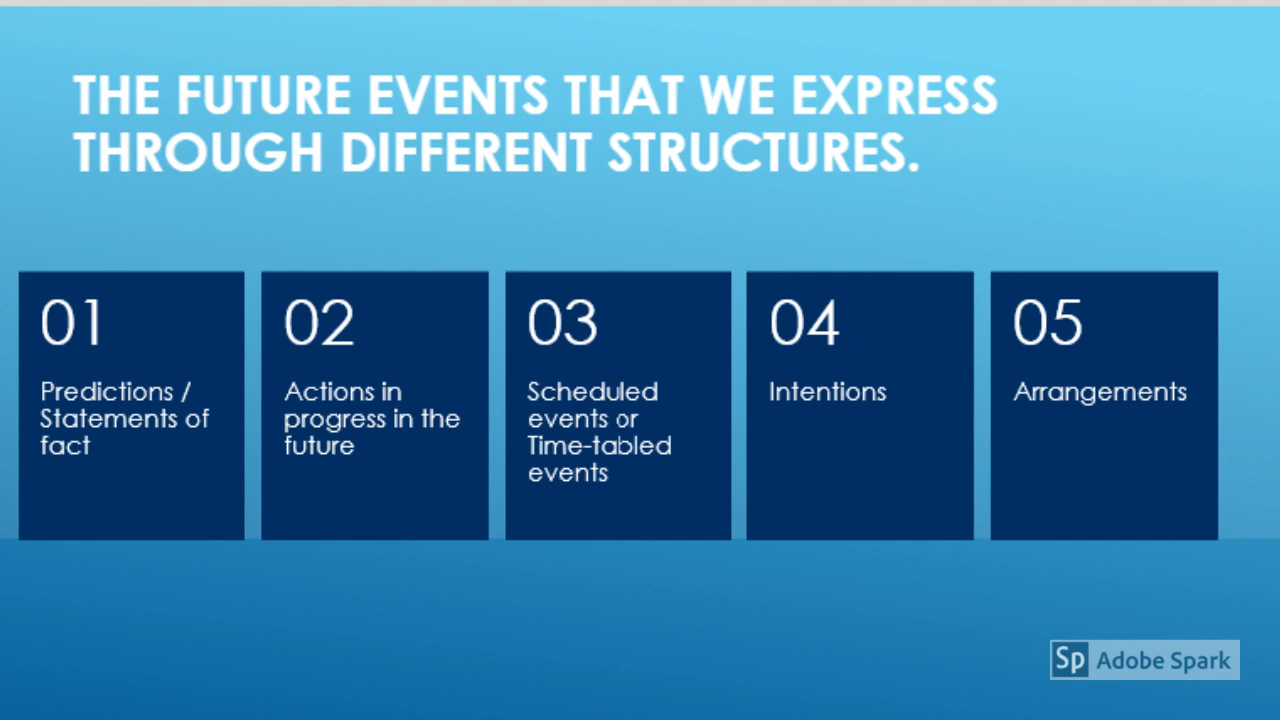 THE FUTURE EVENTS THAT WE EXPRESS
THROUGH DIFFERENT STRUCTURES.
01
Predictions /
Statements of
fact
02
Actions in
progress in the
future
03
Scheduled
events or
Time-tabled
events
04
Intentions
05
Arrangements
Sp Adobe Spark